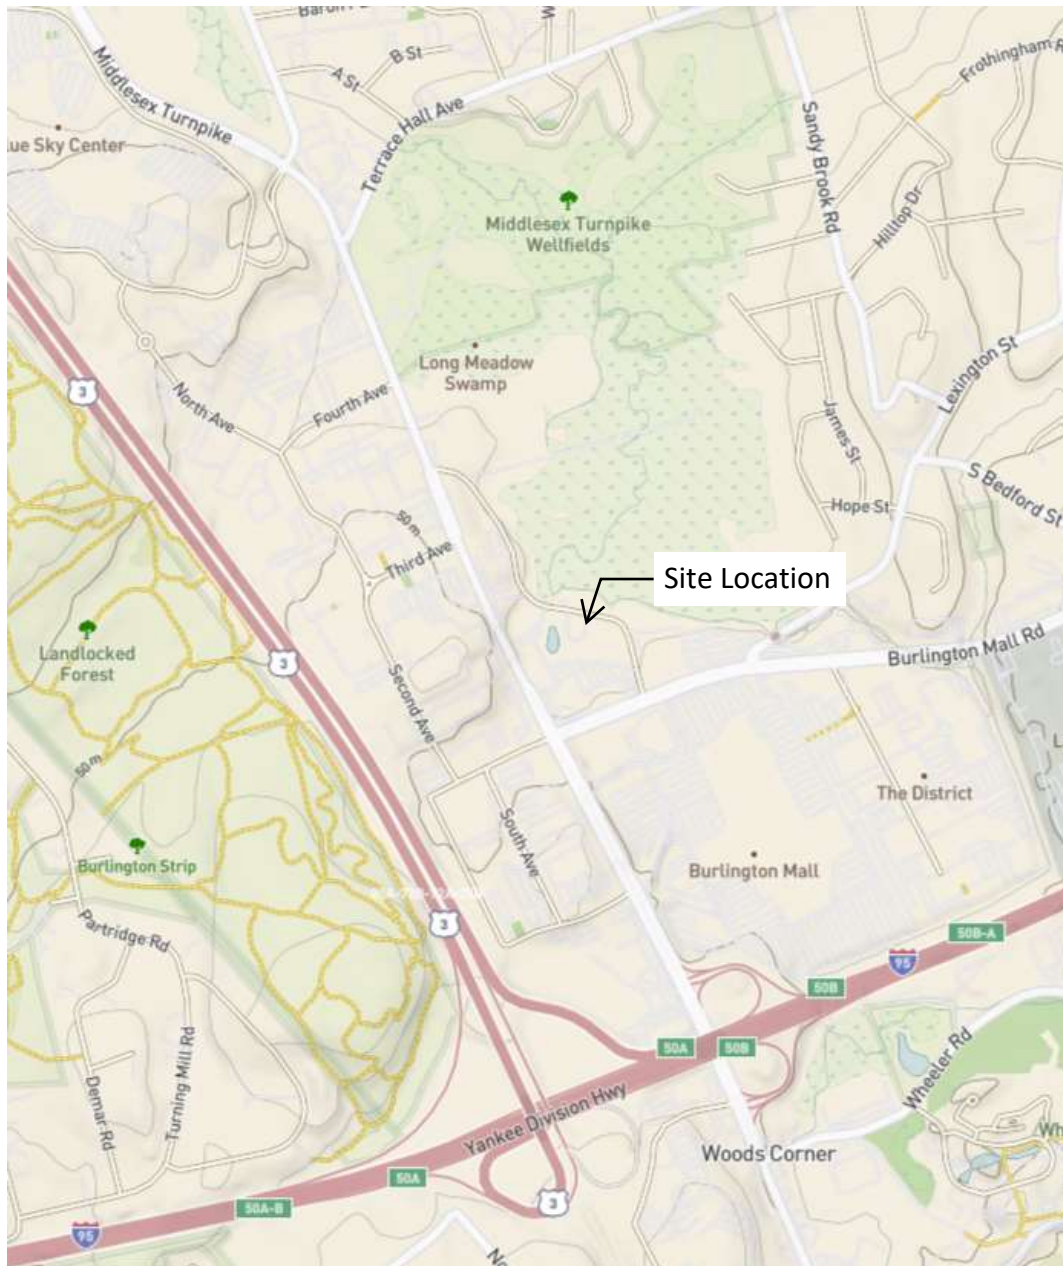 B St
A St
Middlesex Turnpike
Terrace Hall Ave
Frothingham R
ue Sky Center
Sandy Brook Rd
Middlesex Turnpike
Wellfields
Hilltop Dr
3
Long Meadow
Swamp
Lexington St
North Ave
Fourth Ave
James St
S Bedford St
Hope St
50 m
Third Ave
Site Location
Landlocked
Forest
3
Burlington Mall Rd
Second Ave
50 m
The District
South Ave
Burlington Strip
Burlington Mall
3
Partridge Rd
50B-A
95
50B
50A
50B
Wheeler Rd
Turning Mill Rd
Demar Rd
Yankee Division Hwy
Woods Corner
Wh
50A
3
50A-B
95